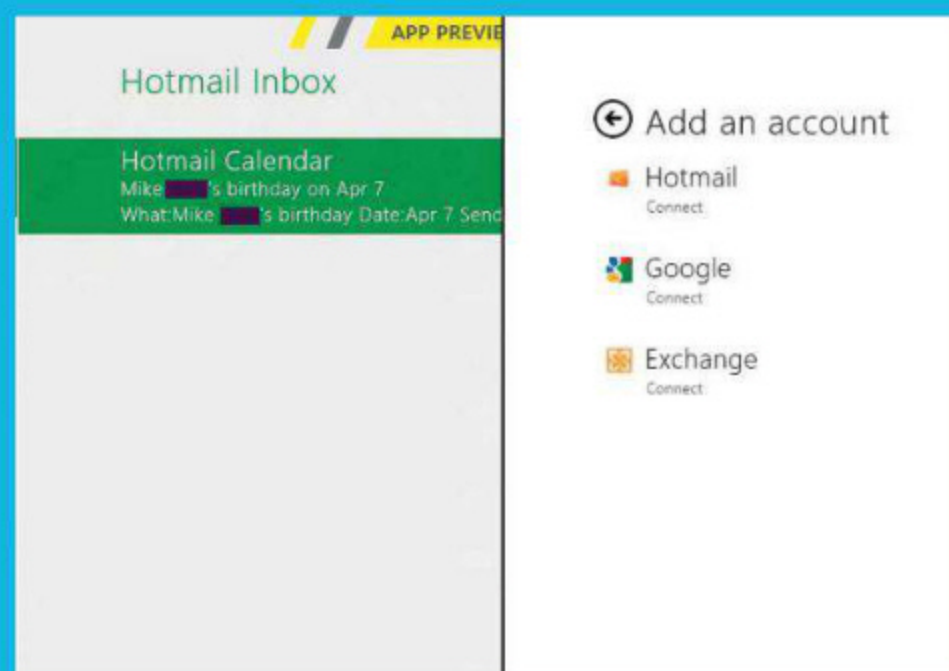 APP PREVIE
Hotmail Inbox
Hotmail Calendar
Mike 's birthday on Apr 7
What:Mike 's birthday Date:Apr 7 Send
Add an account
Hotmail
Connect
Google
Connect
Exchange
Connect